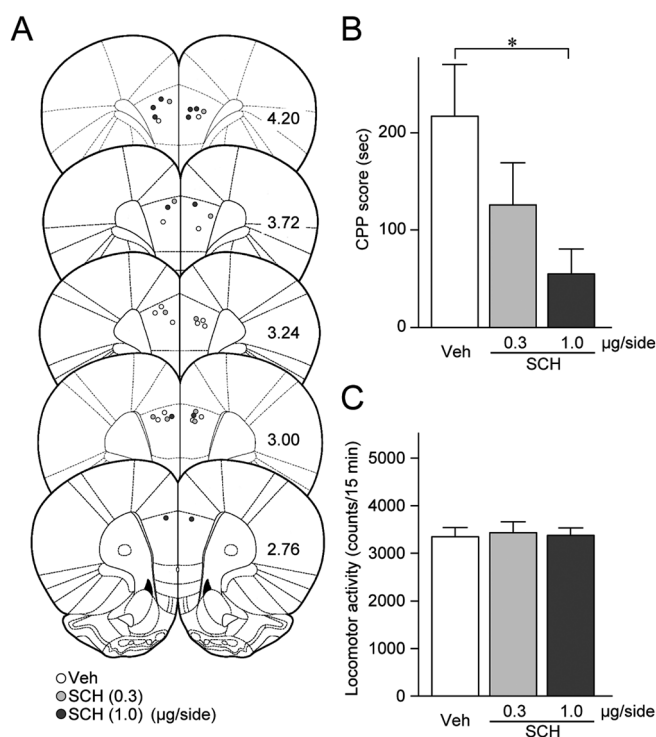 A
4.20
3.72
3.24
3.00
2.76
Veh
SCH (0.3)
SCH (1.0) (µg/side)
B
CPP score (sec)
200
100
0
*
Veh
0.3
1.0
µg/side
SCH
C
Locomotor activity (counts/15 min)
5000
4000
3000
2000
1000
0
Veh
0.3
1.0
µg/side
SCH